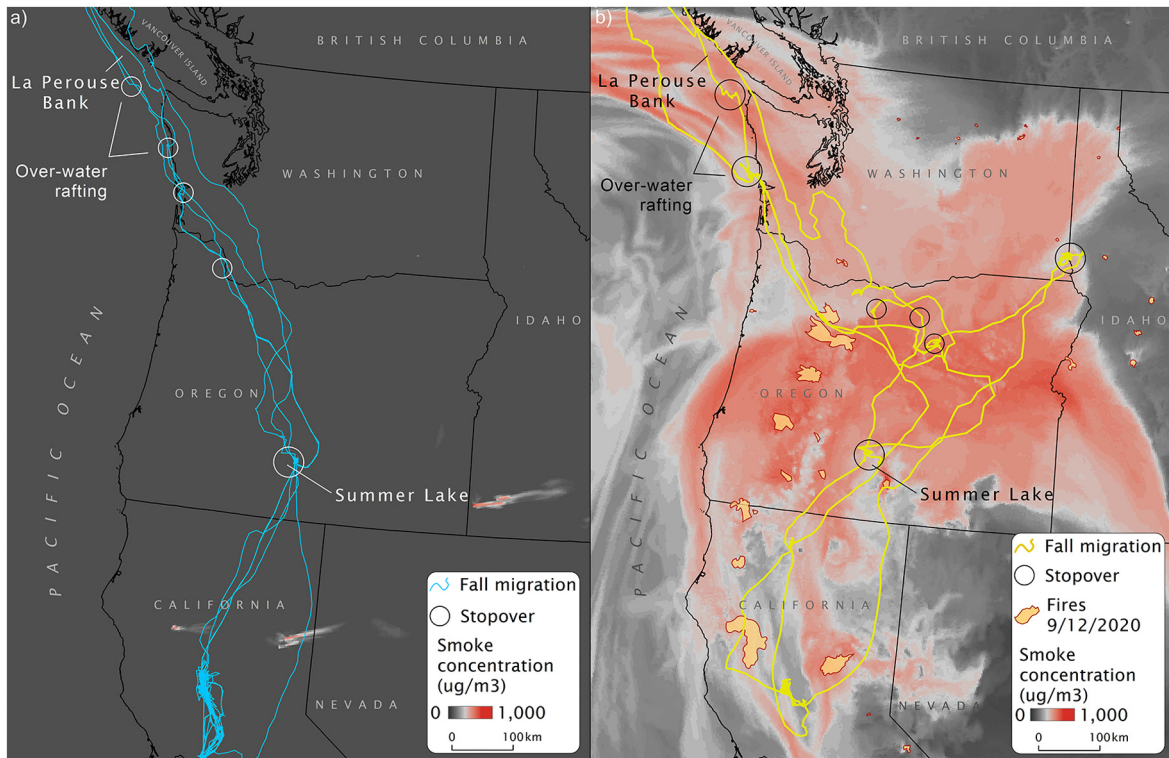 a)
BRITISH COLUMBIA
VANCOUVER ISLAND
La Perouse
Bank
Over-water
rafting
WASHINGTON
IDAHO
PACIFIC OCEAN
OREGON
Summer Lake
CALIFORNIA
NEVADA
Fall migration
Stopover
Smoke
concentration
(ug/m3)
0 1,000
0 100km
b)
BRITISH COLUMBIA
VANCOUVER ISLAND
La Perouse
Bank
Over-water
rafting
WASHINGTON
IDAHO
PACIFIC OCEAN
OREGON
Summer Lake
CALIFORNIA
NEVADA
Fall migration
Stopover
Fires
9/12/2020
Smoke
concentration
(ug/m3)
0 1,000
0 100km